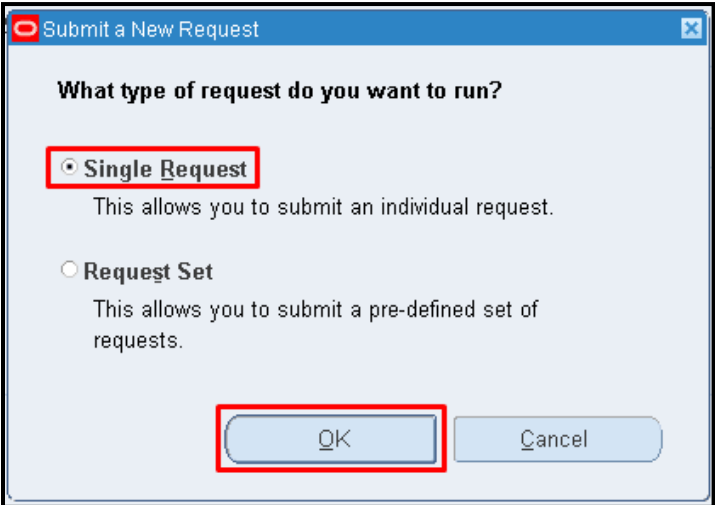 Submit a New Request
What type of request do you want to run?
Single Request
This allows you to submit an individual request.
Request Set
This allows you to submit a pre-defined set of
requests.
OK Cancel